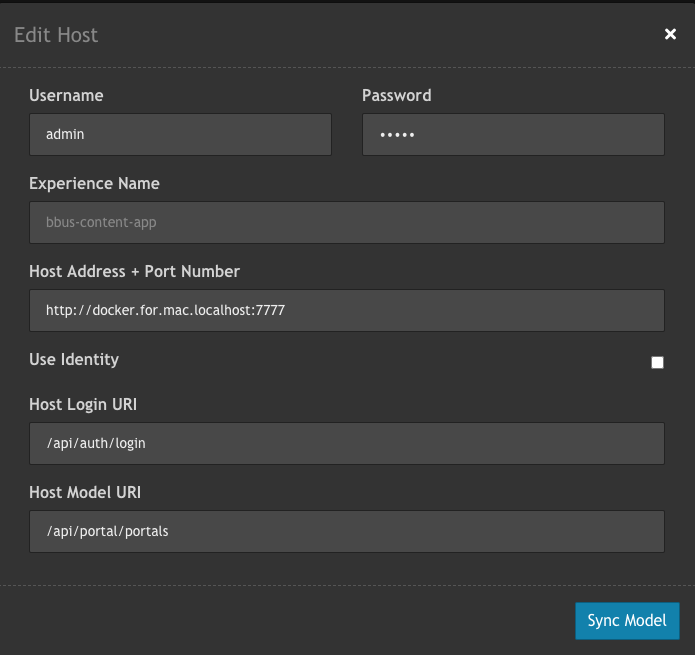 Edit Host
Username
Password
admin
•••••
Experience Name
bbus-content-app
Host Address + Port Number
http://docker.for.mac.localhost:7777
Use Identity
Host Login URI
/api/auth/login
Host Model URI
/api/portal/portals
Sync Model